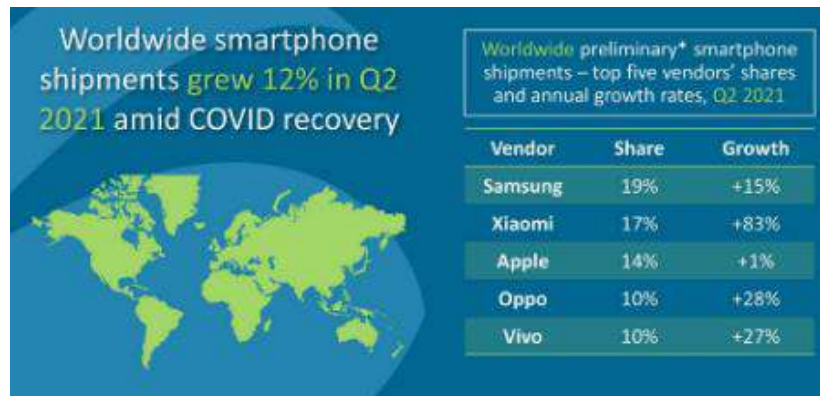 Worldwide smartphone
shipments grew 12% in Q2
2021 amid COVID recovery
Worldwide preliminary* smartphone
shipments – top five vendors' shares
and annual growth rates, Q2 2021
Vendor Share Growth
Samsung 19% +15%
Xiaomi 17% +83%
Apple 14% +1%
Oppo 10% +28%
Vivo 10% +27%